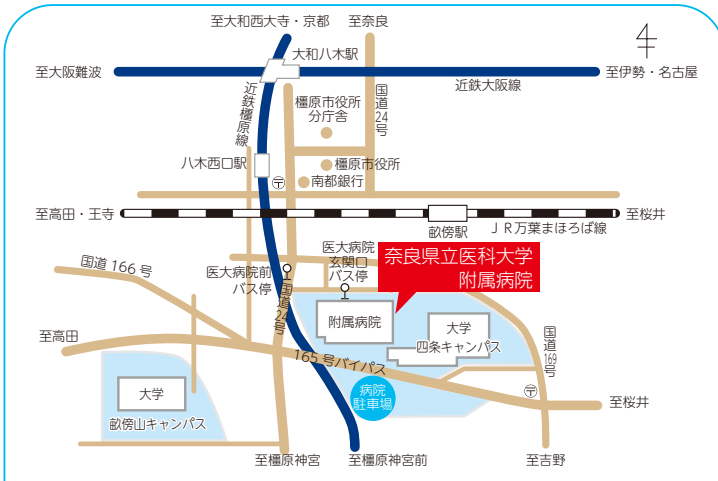 至大和西大寺・京都
至奈良
大和八木駅
至大阪難波
至伊勢・名古屋
近鉄大阪線
近鉄橿原線
国道24号
橿原市役所
分庁舎
八木西口駅
橿原市役所
〒
南都銀行
至高田・王寺
至桜井
畝傍駅
JR万葉まほろば線
国道166号
医大病院前
バス停
国道24号
医大病院
玄関口
バス停
奈良県立医科大学
附属病院
附属病院
大学
四条キャンパス
国道169号
至高田
165号バイパス
大学
畝傍山キャンパス
病院
駐車場
〒
至桜井
至橿原神宮
至橿原神宮前
至吉野